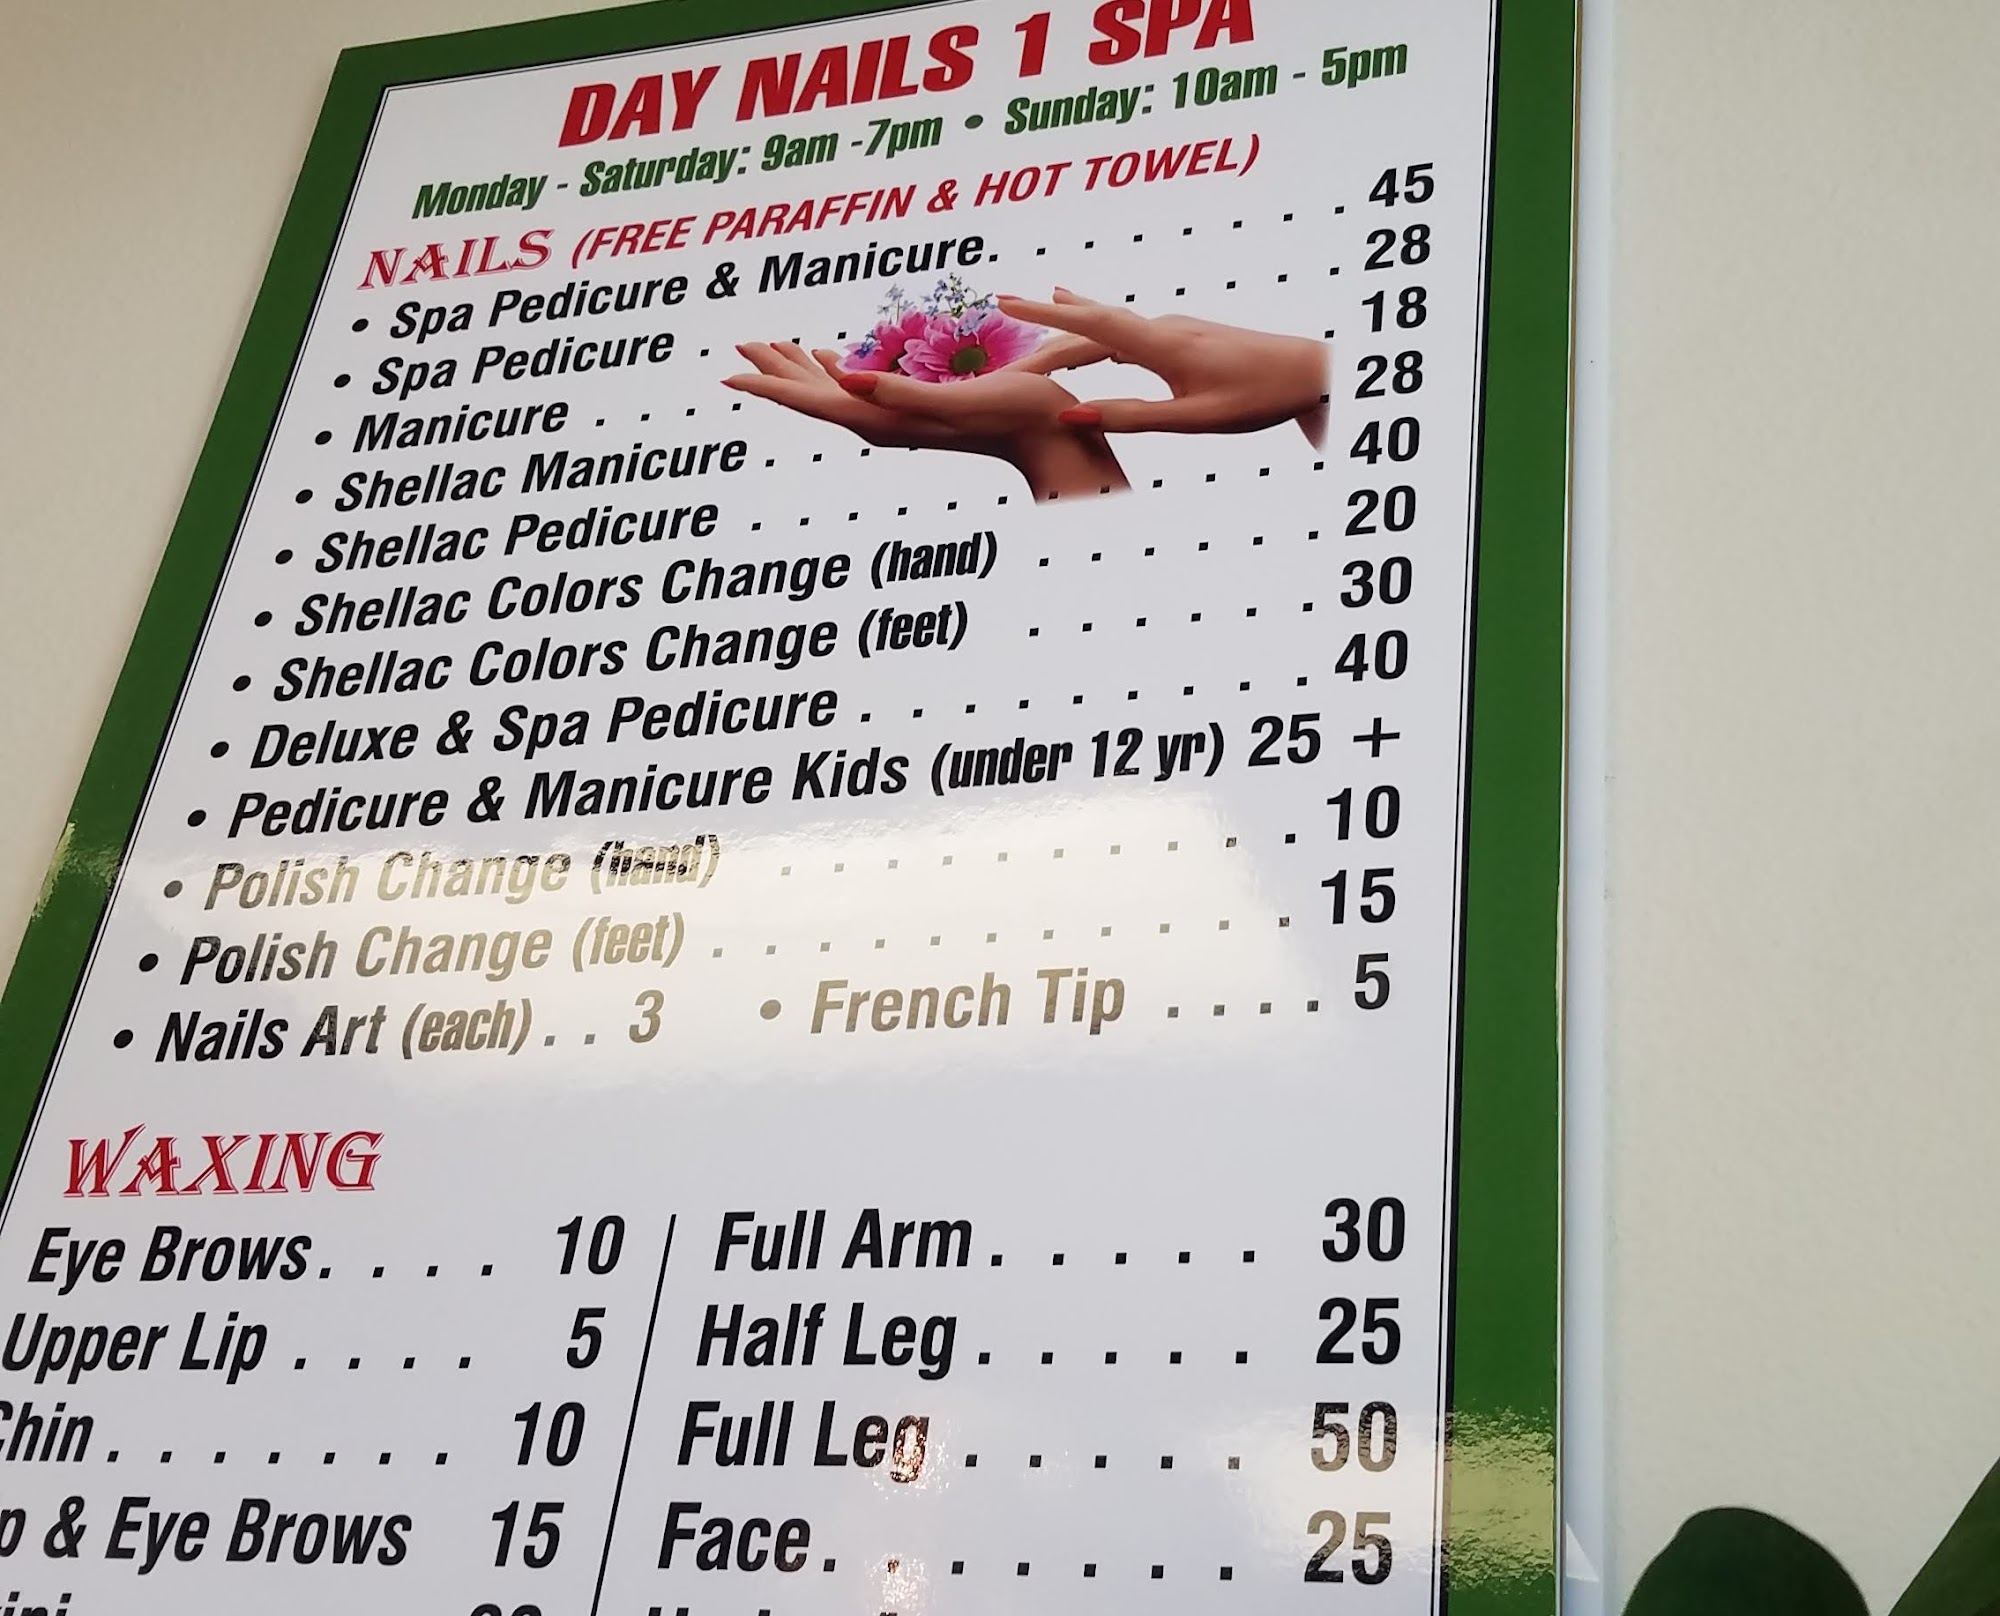 DAY NAILS 1 SPA
Monday - Saturday: 9am -7pm • Sunday: 10am - 5pm
NAILS (FREE PARAFFIN & HOT TOWEL)
• Spa Pedicure & Manicure. . . . . . . . 45
• Spa Pedicure . . . . . . . . 28
• Manicure . . . . . 18
• Shellac Manicure . . . . 28
• Shellac Pedicure . . . . . . . . . . . . 40
• Shellac Colors Change (hand) . . . . . . 20
• Shellac Colors Change (feet) . . . . . . 30
• Deluxe & Spa Pedicure . . . . . . . . . 40
• Pedicure & Manicure Kids (under 12 yr) 25 +
• Polish Change (hand) . . . . . . . . . . 10
• Polish Change (feet) . . . . . . . . . . . 15
• Nails Art (each) . . 3 • French Tip . . . . 5
WAXING
Eye Brows. . . . 10
Upper Lip . . . . 5
Chin . . . . . . . 10
& Eye Brows 15
Full Arm . . . . . 30
Half Leg . . . . . 25
Full Leg . . . . . 50
Face. . . . . . . 25